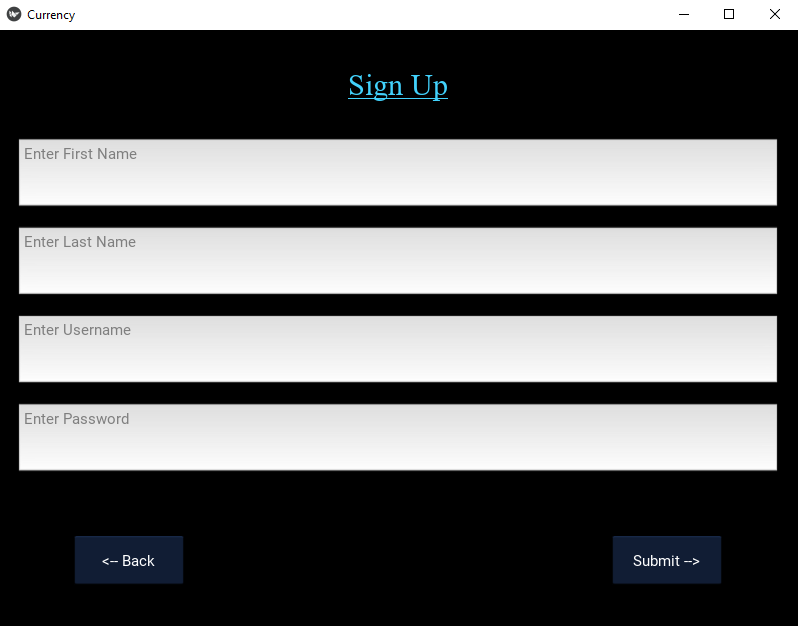 Currency
Sign Up
Enter First Name
Enter Last Name
Enter Username
Enter Password
<-- Back
Submit -->